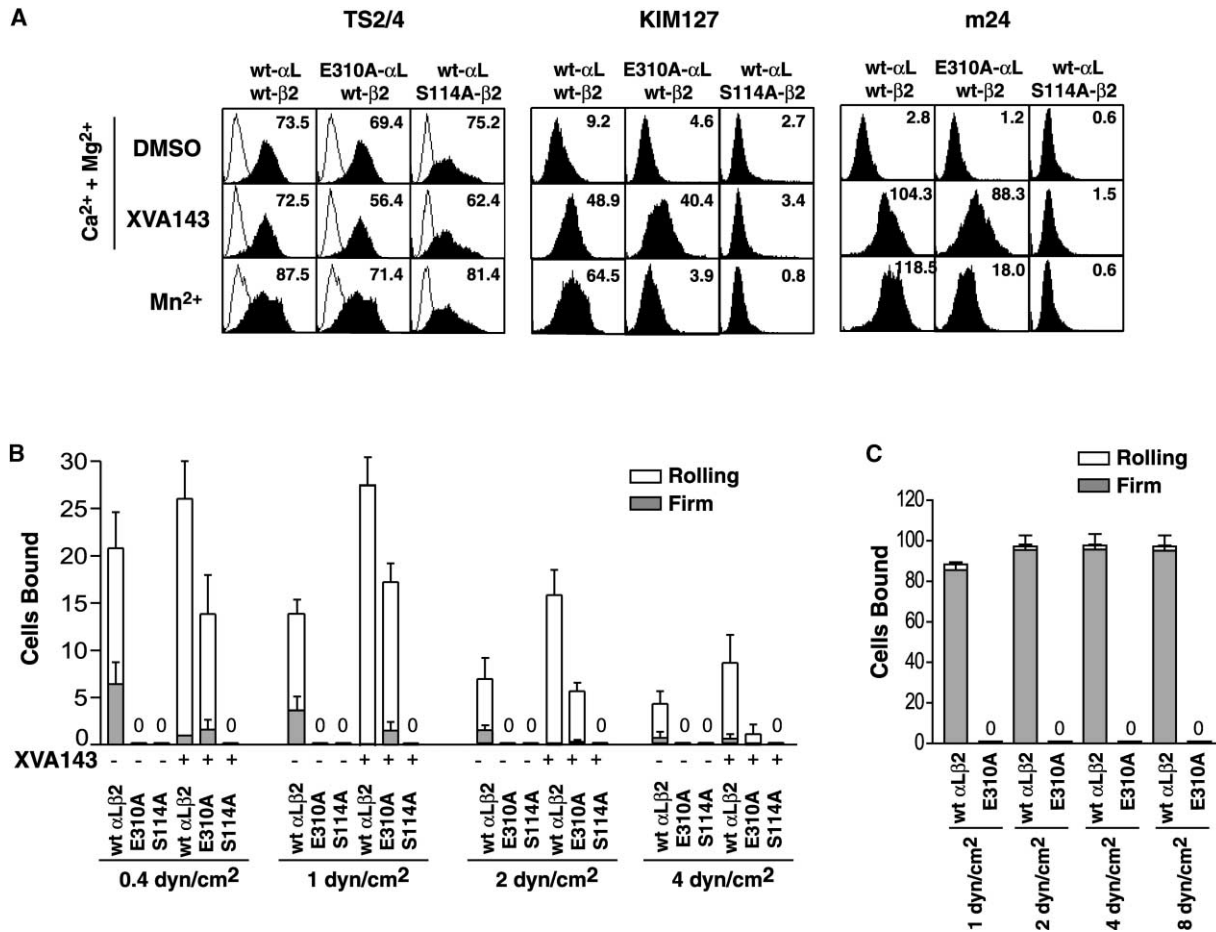 A
TS2/4 KIM127 m24
wt-αL E310A-αL wt-αL wt-αL E310A-αL wt-αL wt-αL E310A-αL wt-αL
wt-β2 wt-β2 S114A-β2 wt-β2 wt-β2 S114A-β2 wt-β2 wt-β2 S114A-β2
Ca2+ + Mg2+
DMSO 73.5 69.4 75.2 9.2 4.6 2.7 2.8 1.2 0.6
XVA143 72.5 56.4 62.4 48.9 40.4 3.4 104.3 88.3 1.5
Mn2+ 87.5 71.4 81.4 64.5 3.9 0.8 118.5 18.0 0.6
B
Cells Bound
30
25
20
15
10
5
0
Rolling
Firm
0 0 0 0 0 0 0 0 0 0 0 0
XVA143 - - - + + + - - - + + + - - - + + + - - - + + +
wt αLβ2 E310A S114A wt αLβ2 E310A S114A wt αLβ2 E310A S114A wt αLβ2 E310A S114A wt αLβ2 E310A S114A wt αLβ2 E310A S114A wt αLβ2 E310A S114A wt αLβ2 E310A S114A
0.4 dyn/cm2 1 dyn/cm2 2 dyn/cm2 4 dyn/cm2
C
Rolling
Firm
Cells Bound
120
100
80
60
40
20
0
0 0 0 0
wt αLβ2 E310A wt αLβ2 E310A wt αLβ2 E310A wt αLβ2 E310A
1 dyn/cm2 2 dyn/cm2 4 dyn/cm2 8 dyn/cm2